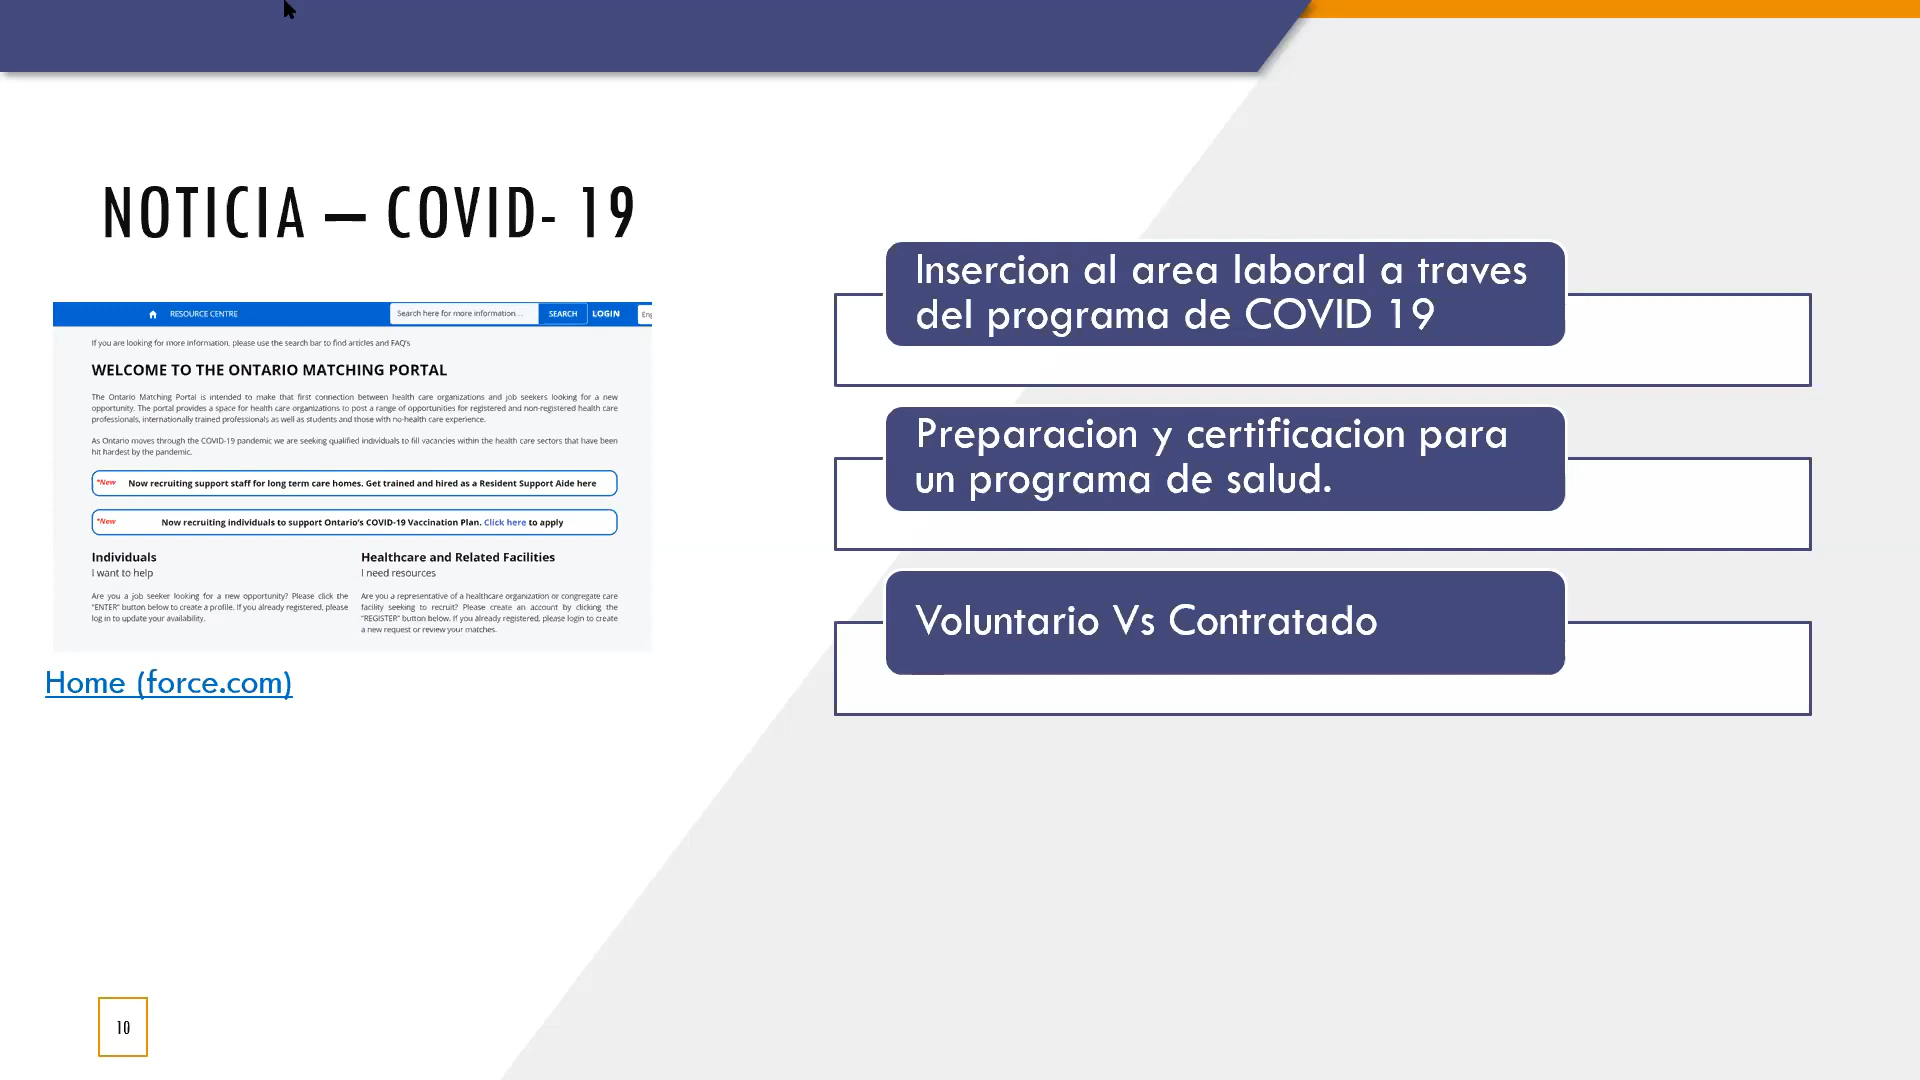 NOTICIA – COVID- 19
RESOURCE CENTRE
Search here for more information...
SEARCH
LOGIN
Eng
If you are looking for more information, please use the search bar to find articles and FAQ's
WELCOME TO THE ONTARIO MATCHING PORTAL
The Ontario Matching Portal is intended to make that first connection between health care organizations and job seekers looking for a new
opportunity. The portal provides a space for health care organizations to post a range of opportunities for registered and non-registered health care
professionals, internationally trained professionals as well as students and those with no-health care experience.
As Ontario moves through the COVID-19 pandemic we are seeking qualified individuals to fill vacancies within the health care sectors that have been
hit hardest by the pandemic.
*New Now recruiting support staff for long term care homes. Get trained and hired as a Resident Support Aide here
*New Now recruiting individuals to support Ontario's COVID-19 Vaccination Plan. Click here to apply
Individuals
I want to help
Are you a job seeker looking for a new opportunity? Please click the
"ENTER" button below to create a profile. If you already registered, please
log in to update your availability.
Healthcare and Related Facilities
I need resources
Are you a representative of a healthcare organization or congregate care
facility seeking to recruit? Please create an account by clicking the
"REGISTER" button below. If you already registered, please login to create
a new request or review your matches.
Home (force.com)
Insercion al area laboral a traves
del programa de COVID 19
Preparacion y certificacion para
un programa de salud.
Voluntario Vs Contratado
10